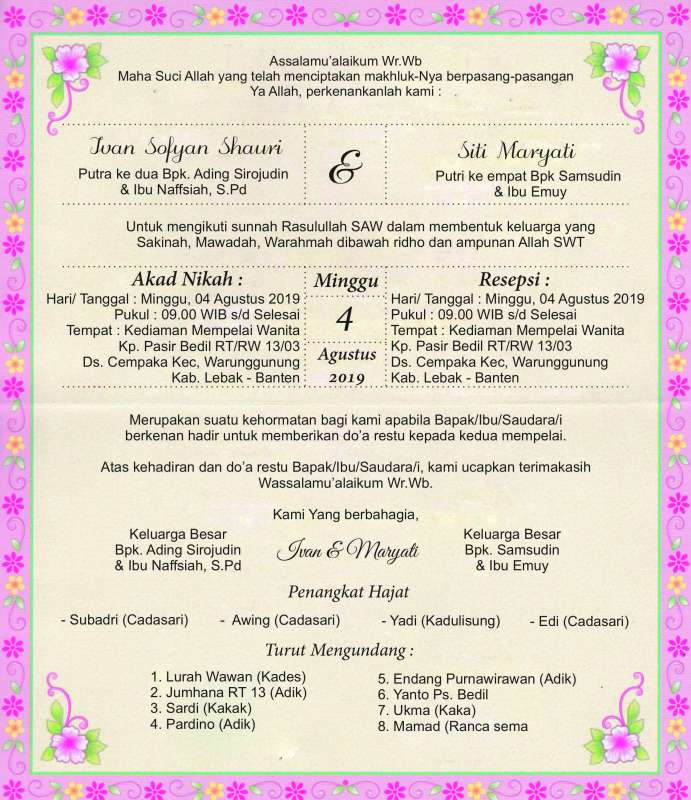 Assalamu'alaikum Wr.Wb
Maha Suci Allah yang telah menciptakan makhluk-Nya berpasang-pasangan
Ya Allah, perkenankanlah kami :
Ivan Sofyan Shauri
Putra ke dua Bpk. Ading Sirojudin
& Ibu Naffsiah, S.Pd
&
Siti Maryati
Putri ke empat Bpk Samsudin
& Ibu Emuy
Untuk mengikuti sunnah Rasulullah SAW dalam membentuk keluarga yang
Sakinah, Mawadah, Warahmah dibawah ridho dan ampunan Allah SWT
Akad Nikah :
Hari/ Tanggal : Minggu, 04 Agustus 2019
Pukul : 09.00 WIB s/d Selesai
Tempat : Kediaman Mempelai Wanita
Kp. Pasir Bedil RT/RW 13/03
Ds. Cempaka Kec, Warunggunung
Kab. Lebak - Banten
Minggu
4
Agustus
2019
Resepsi :
Hari/ Tanggal : Minggu, 04 Agustus 2019
Pukul : 09.00 WIB s/d Selesai
Tempat : Kediaman Mempelai Wanita
Kp. Pasir Bedil RT/RW 13/03
Ds. Cempaka Kec, Warunggunung
Kab. Lebak - Banten
Merupakan suatu kehormatan bagi kami apabila Bapak/Ibu/Saudara/i
berkenan hadir untuk memberikan do'a restu kepada kedua mempelai.
Atas kehadiran dan do'a restu Bapak/Ibu/Saudara/i, kami ucapkan terimakasih
Wassalamu'alaikum Wr.Wb.
Kami Yang berbahagia,
Keluarga Besar
Bpk. Ading Sirojudin
& Ibu Naffsiah, S.Pd
Ivan & Maryati
Keluarga Besar
Bpk. Samsudin
& Ibu Emuy
Penangkat Hajat
- Subadri (Cadasari)
- Awing (Cadasari)
- Yadi (Kadulisung)
- Edi (Cadasari)
Turut Mengundang :
1. Lurah Wawan (Kades)
2. Jumhana RT 13 (Adik)
3. Sardi (Kakak)
4. Pardino (Adik)
5. Endang Purnawirawan (Adik)
6. Yanto Ps. Bedil
7. Ukma (Kaka)
8. Mamad (Ranca sema